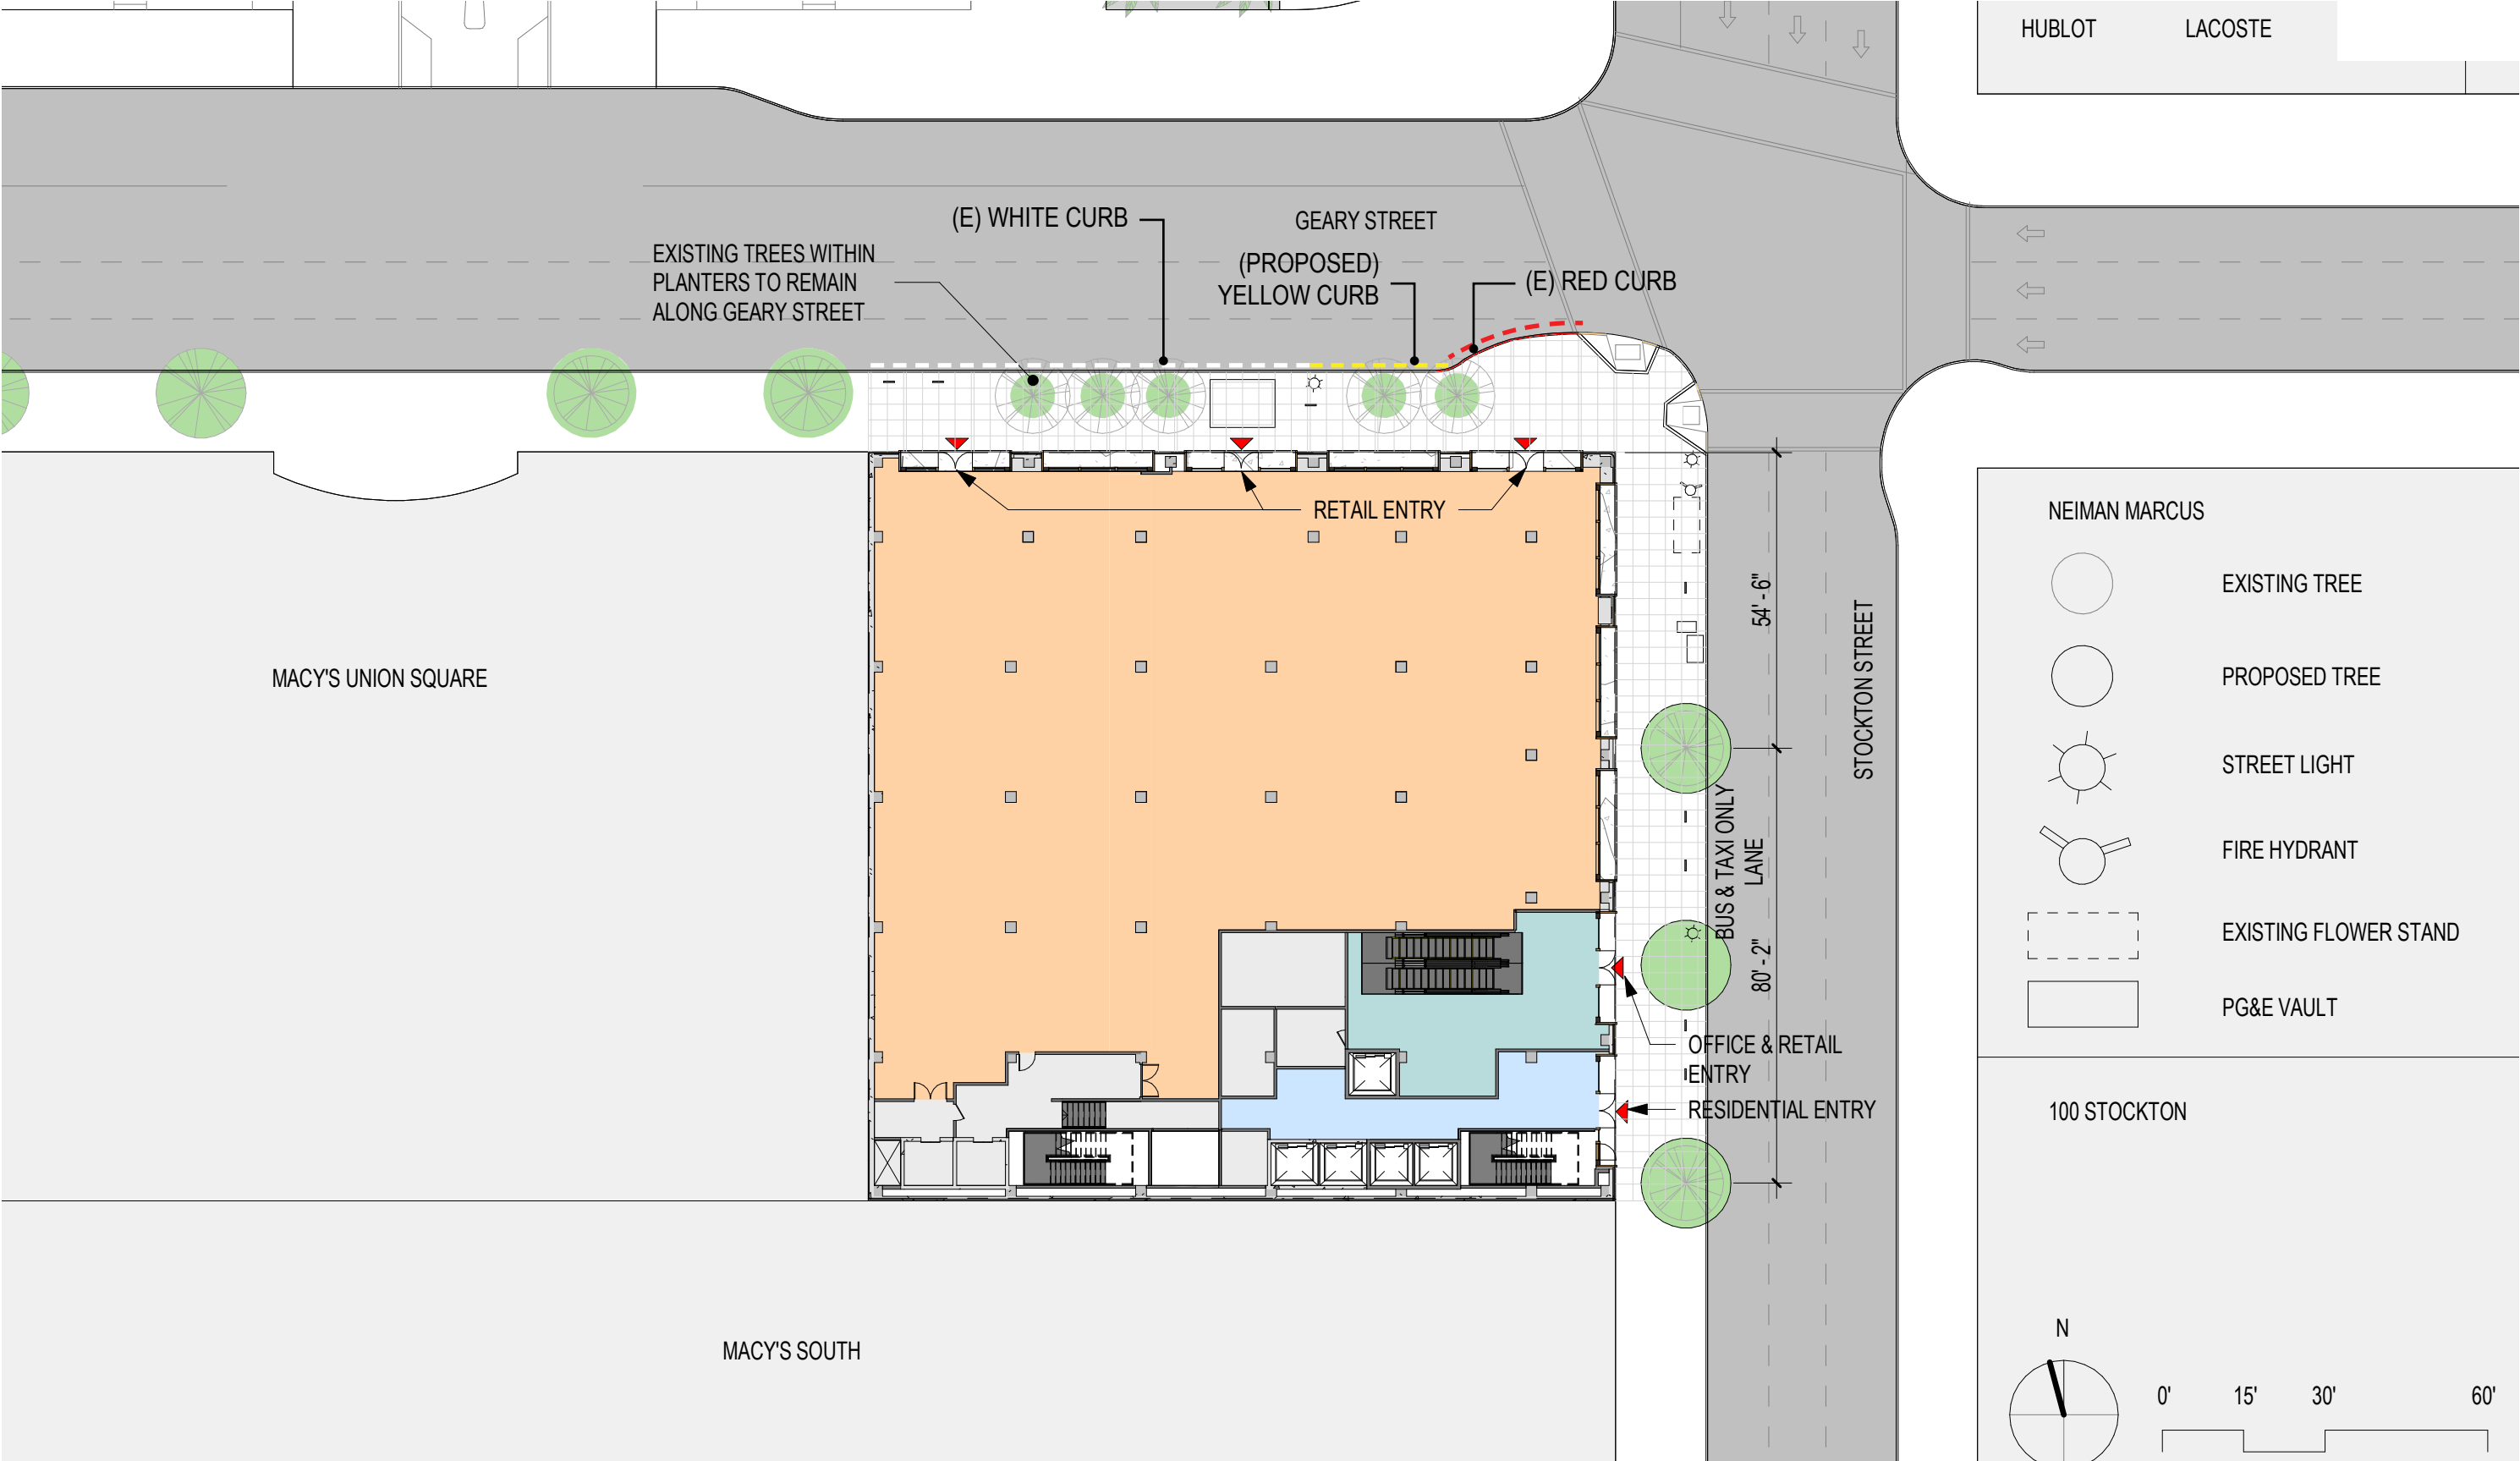 HUBLOT
LACOSTE
(E) WHITE CURB
GEARY STREET
EXISTING TREES WITHIN
PLANTERS TO REMAIN
ALONG GEARY STREET
(PROPOSED)
YELLOW CURB
(E) RED CURB
RETAIL ENTRY
MACY'S UNION SQUARE
54' - 6"
STOCKTON STREET
BUS & TAXI ONLY
LANE
80' - 2"
OFFICE & RETAIL
ENTRY
RESIDENTIAL ENTRY
MACY'S SOUTH
NEIMAN MARCUS
EXISTING TREE
PROPOSED TREE
STREET LIGHT
FIRE HYDRANT
EXISTING FLOWER STAND
PG&E VAULT
100 STOCKTON
N
0' 15' 30' 60'